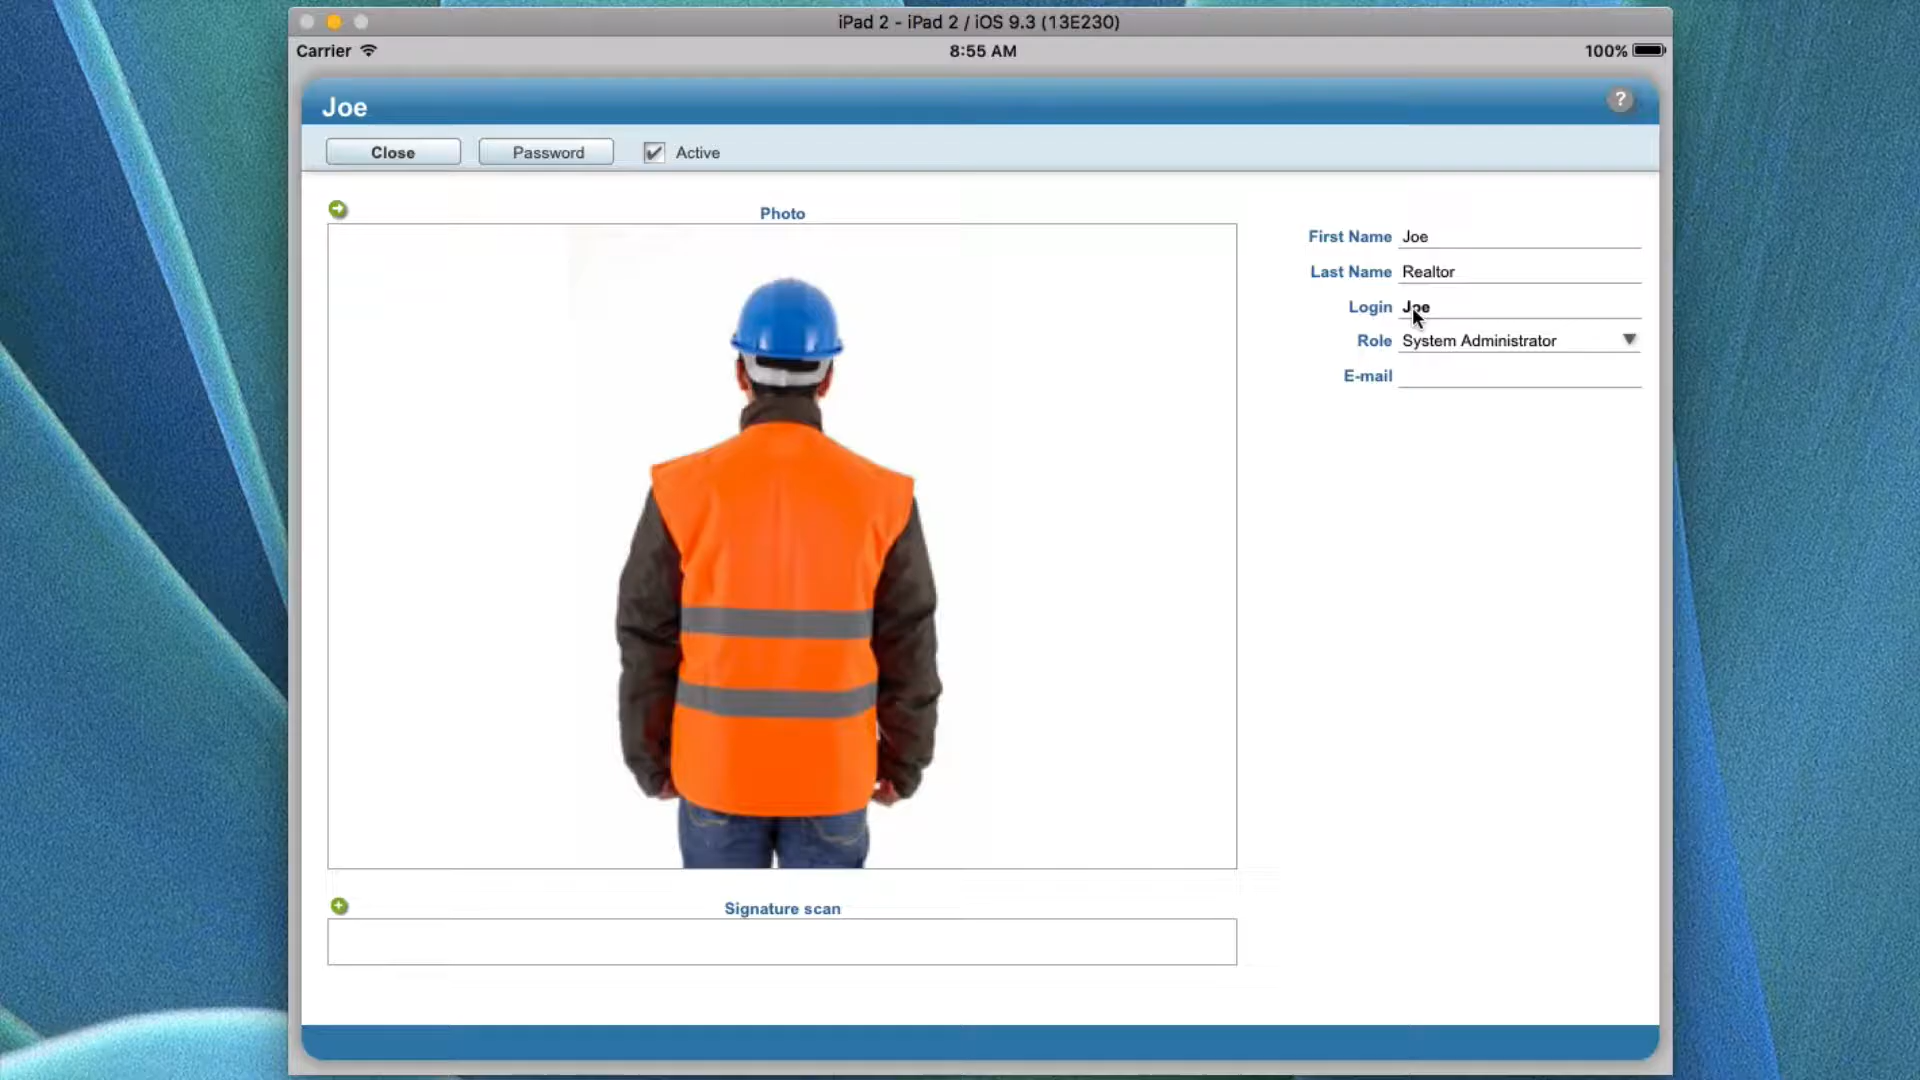 iPad 2 - iPad 2 / iOS 9.3 (13E230)
Carrier 8:55 AM 100%
Joe ?
Close Password Active
Photo
First Name Joe
Last Name Realtor
Login Joe
Role System Administrator
E-mail
Signature scan